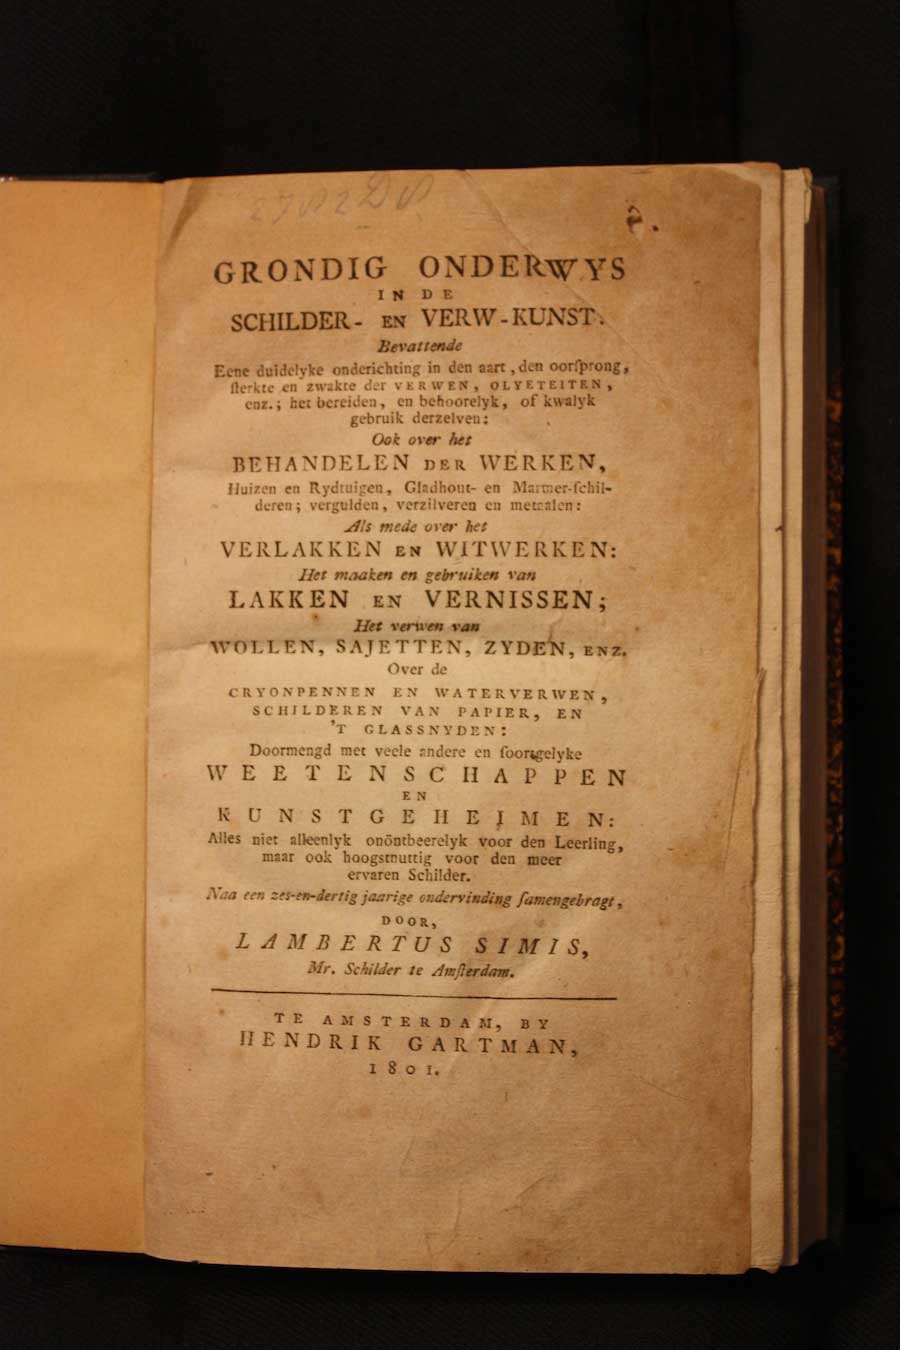 GRONDIG ONDERWYS
IN DE
SCHILDER- EN VERW-KUNST.
Bevattende
Eene duidelyke onderichting in den aart, den oorſprong,
ſterkte en zwakte der VERWEN, OLYETEITEN,
enz.; het bereiden, en behoorelyk, of kwalyk
gebruik derzelven:
Ook over het
BEHANDELEN DER WERKEN,
Huizen en Rydtuigen, Gladhout- en Marmer-ſchil-
deren; vergulden, verzilveren en metaalen:
Als mede over het
VERLAKKEN EN WITWERKEN:
Het maaken en gebruiken van
LAKKEN EN VERNISSEN;
Het verwen van
WOLLEN, SAJETTEN, ZYDEN, ENZ.
Over de
CRYONPENNEN EN WATERVERWEN,
SCHILDEREN VAN PAPIER, EN
'T GLASSNYDEN:
Doormengd met veele andere en ſoortgelyke
WEETENSCHAPPEN
EN
KUNSTGEHEIMEN:
Alles niet alleenlyk onöntbeerelyk voor den Leerling,
maar ook hoogstnuttig voor den meer
ervaren Schilder.
Naa een zes-en-dertig jaarige ondervinding ſamengebragt,
DOOR,
LAMBERTUS SIMIS,
Mr. Schilder te Amſterdam.
TE AMSTERDAM, BY
HENDRIK GARTMAN,
1801.